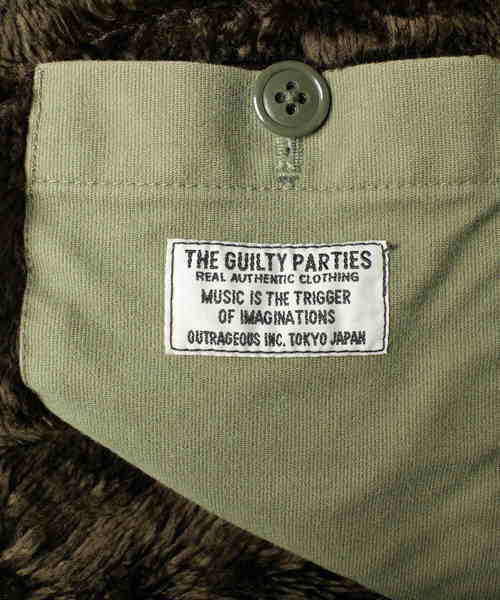 THE GUILTY PARTIES
REAL AUTHENTIC CLOTHING
MUSIC IS THE TRIGGER
OF IMAGINATIONS
OUTRAGEOUS INC. TOKYO JAPAN